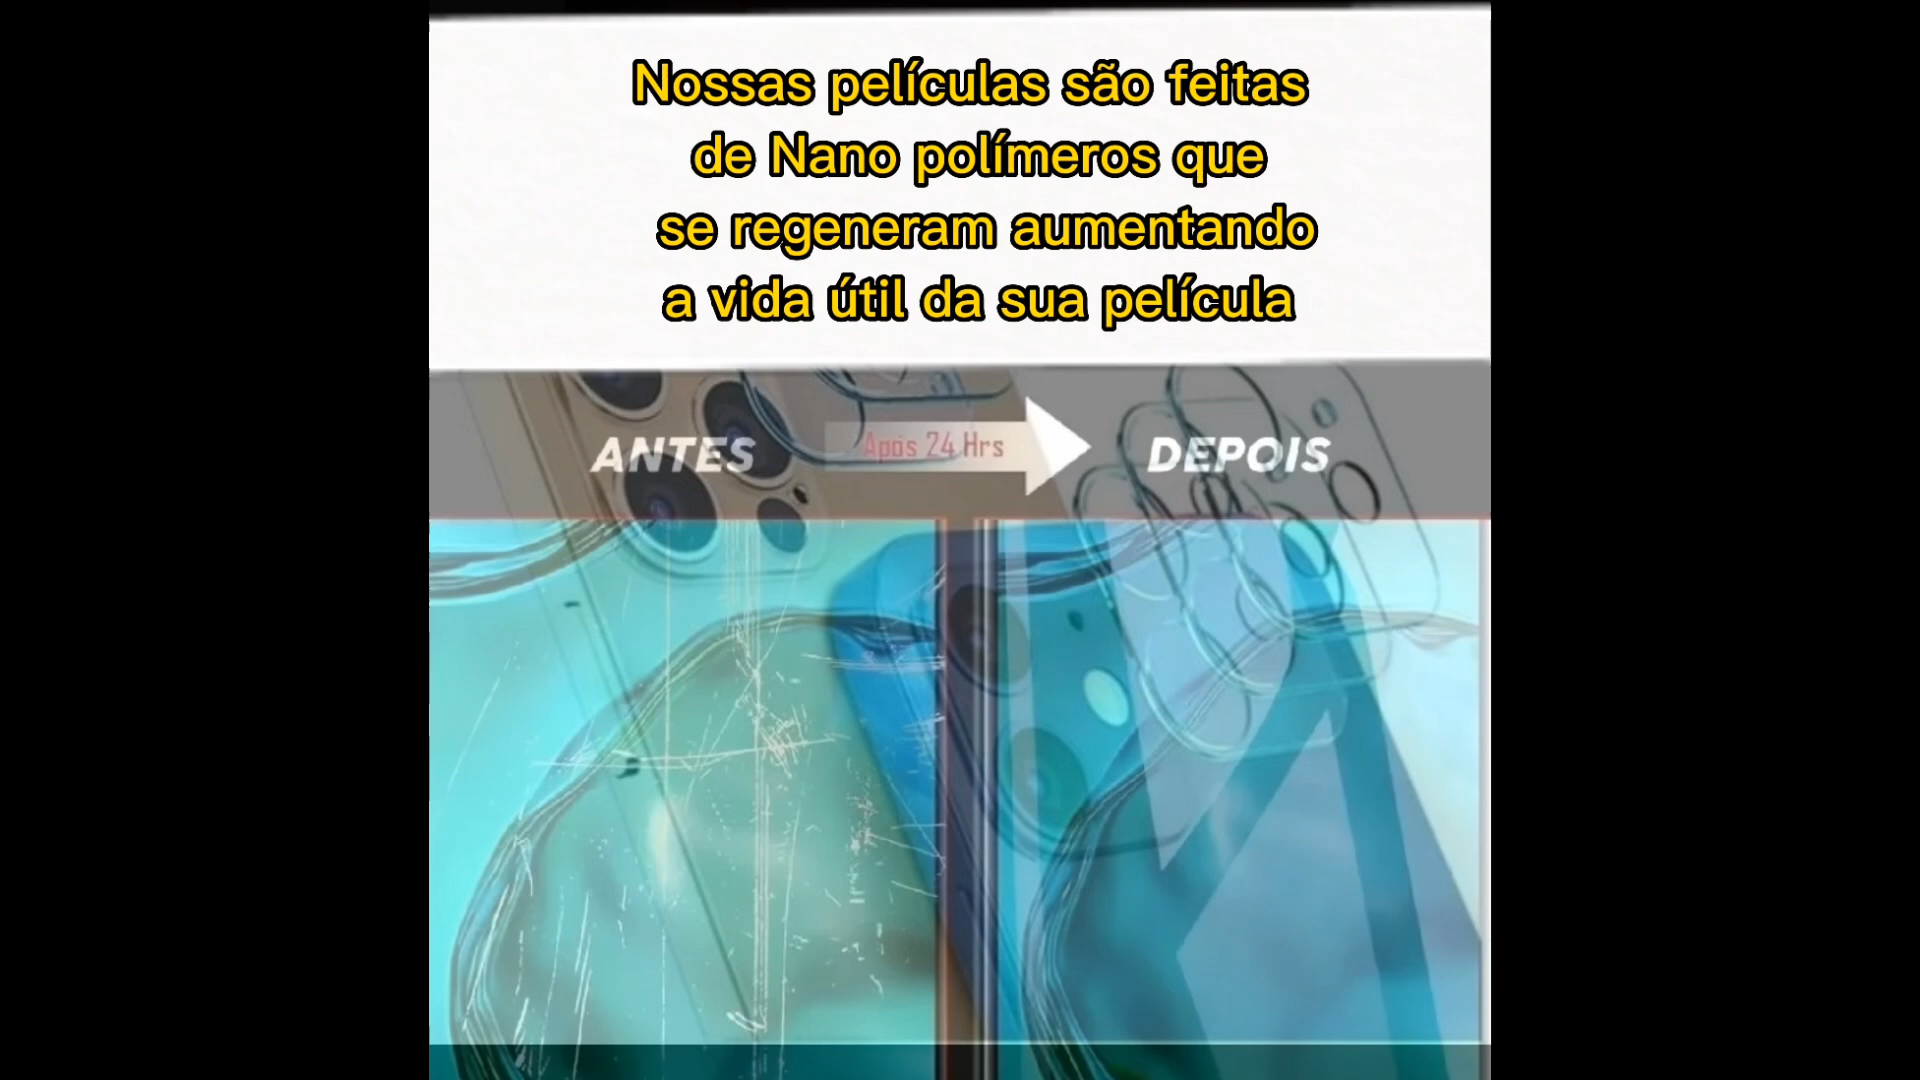 Nossas películas são feitas
de Nano polímeros que
se regeneram aumentando
a vida útil da sua película
ANTES
Após 24 Hrs
DEPOIS